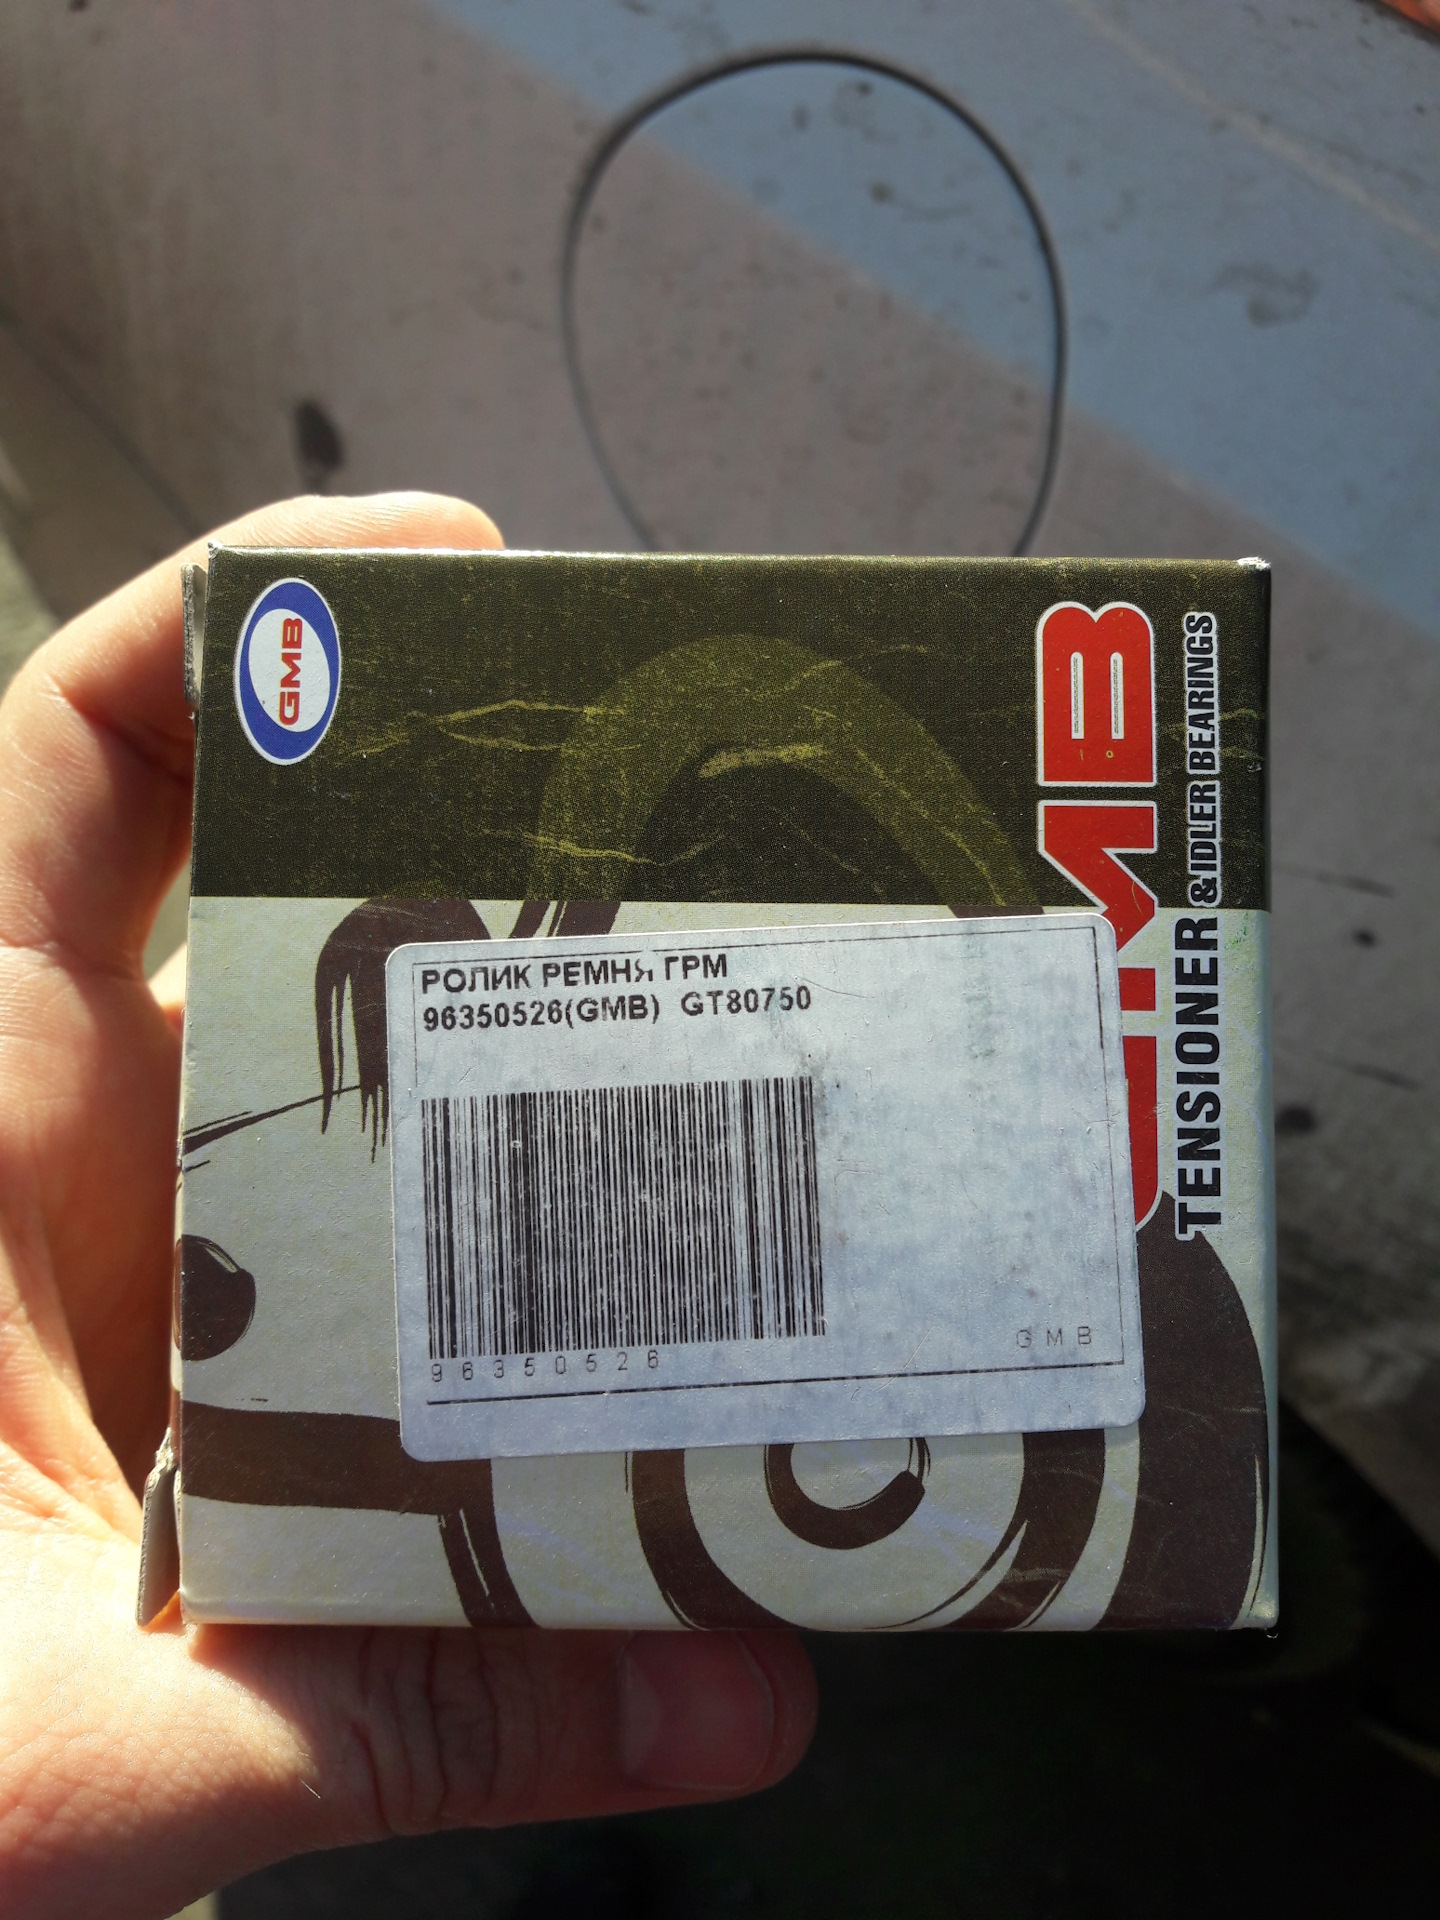 GMB
GMB
TENSIONER & IDLER BEARINGS
РОЛИК РЕМНЯ ГРМ
96350526(GMB) GT80750
96350526
GMB